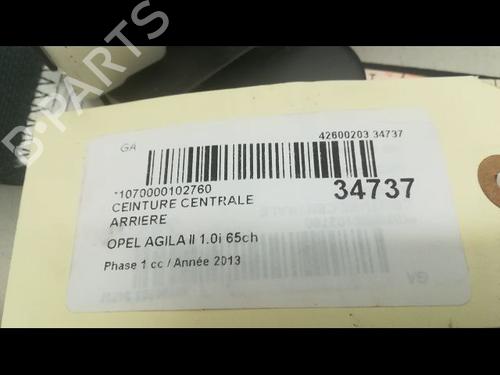 B-PARTS
GA
42600203 34737
*1070000102760
34737
CEINTURE CENTRALE
ARRIERE
OPEL AGILA II 1.0i 65ch
Phase 1 cc / Année 2013